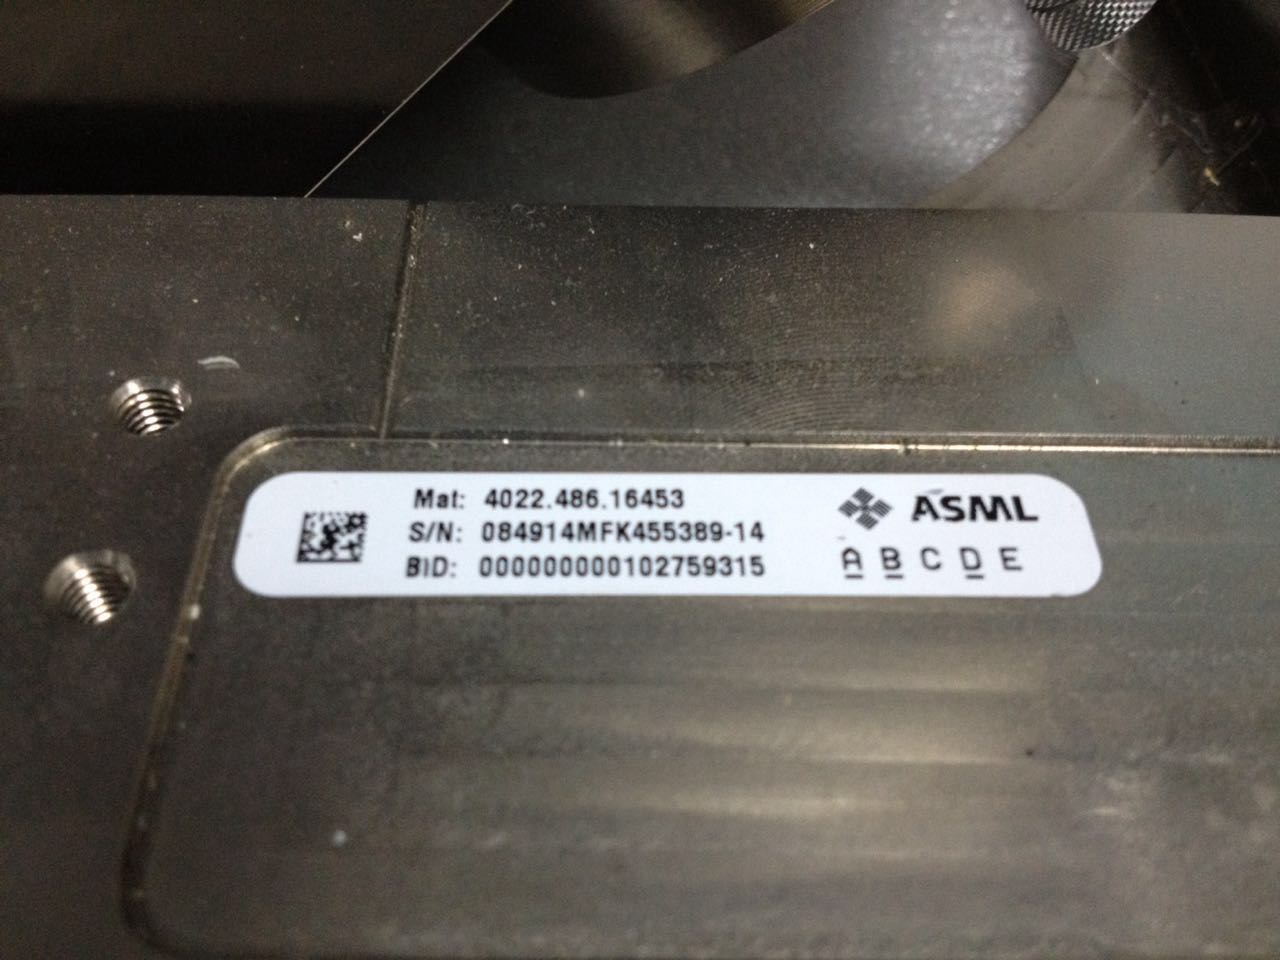 Mat: 4022.486.16453
S/N: 084914MFK455389-14
BID: 000000000102759315
ASML
A B C D E